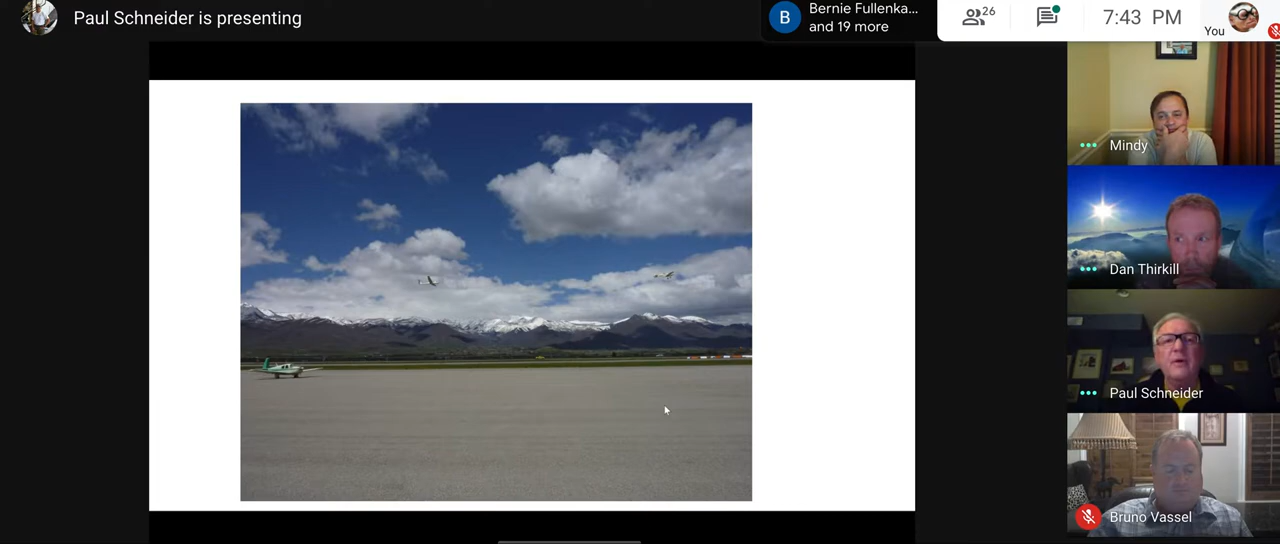 Paul Schneider is presenting
B
Bernie Fullenka...
and 19 more
26
7:43 PM
You
Mindy
Dan Thirkill
Paul Schneider
Bruno Vassel